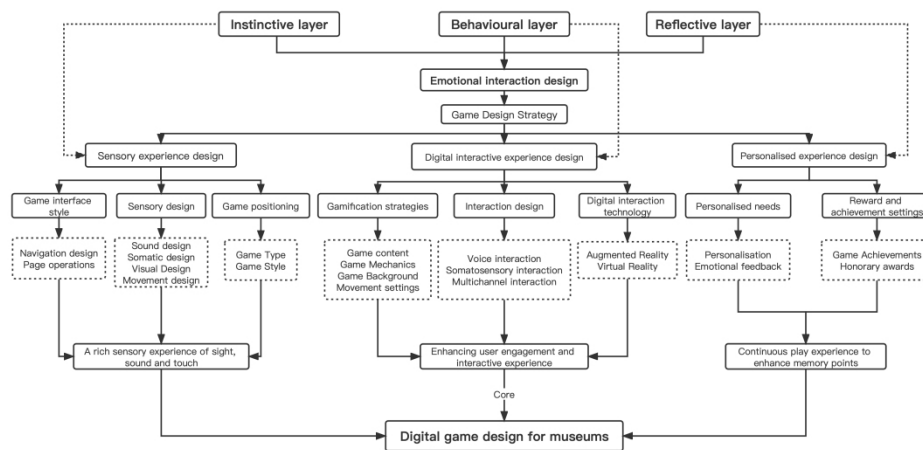 Instinctive layer
Behavioural layer
Reflective layer
Emotional interaction design
Game Design Strategy
Sensory experience design
Digital interactive experience design
Personalised experience design
Game interface
style
Sensory design
Game positioning
Gamification strategies
Interaction design
Digital interaction
technology
Personalised needs
Reward and
achievement settings
Navigation design
Page operations
Sound design
Somatic design
Visual Design
Movement design
Game Type
Game Style
Game content
Game Mechanics
Game Background
Movement settings
Voice interaction
Somatosensory interaction
Multichannel interaction
Augmented Reality
Virtual Reality
Personalisation
Emotional feedback
Game Achievements
Honorary awards
A rich sensory experience of sight,
sound and touch
Enhancing user engagement and
interactive experience
Continuous play experience to
enhance memory points
Core
Digital game design for museums